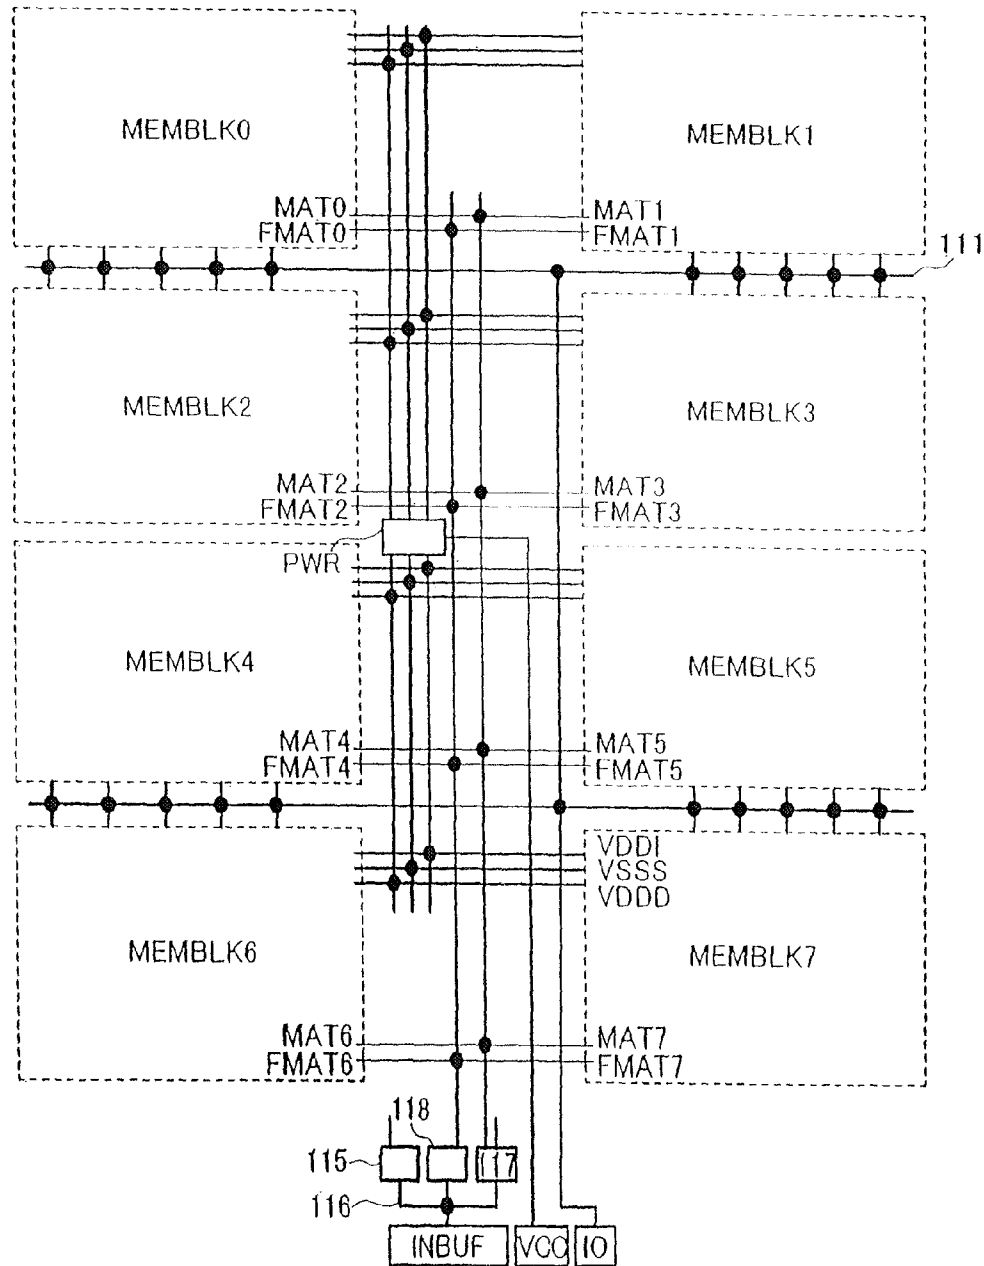 MEMBLK0
MEMBLK1
MAT0
MAT1
FMAT0
FMAT1
111
MEMBLK2
MEMBLK3
MAT2
MAT3
FMAT2
FMAT3
PWR
MEMBLK4
MEMBLK5
MAT4
MAT5
FMAT4
FMAT5
VDDI
VSSS
VDDD
MEMBLK6
MEMBLK7
MAT6
MAT7
FMAT6
FMAT7
118
115
117
116
INBUF
VCC
IO